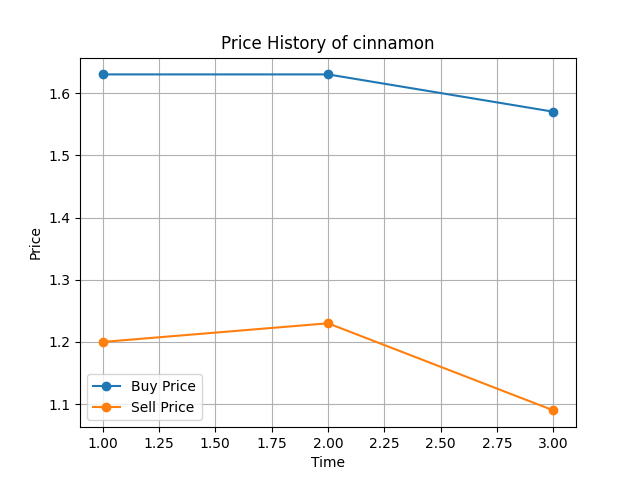 Price History of cinnamon
Price
1.6
1.5
1.4
1.3
1.2
1.1
Buy Price
Sell Price
1.00 1.25 1.50 1.75 2.00 2.25 2.50 2.75 3.00
Time